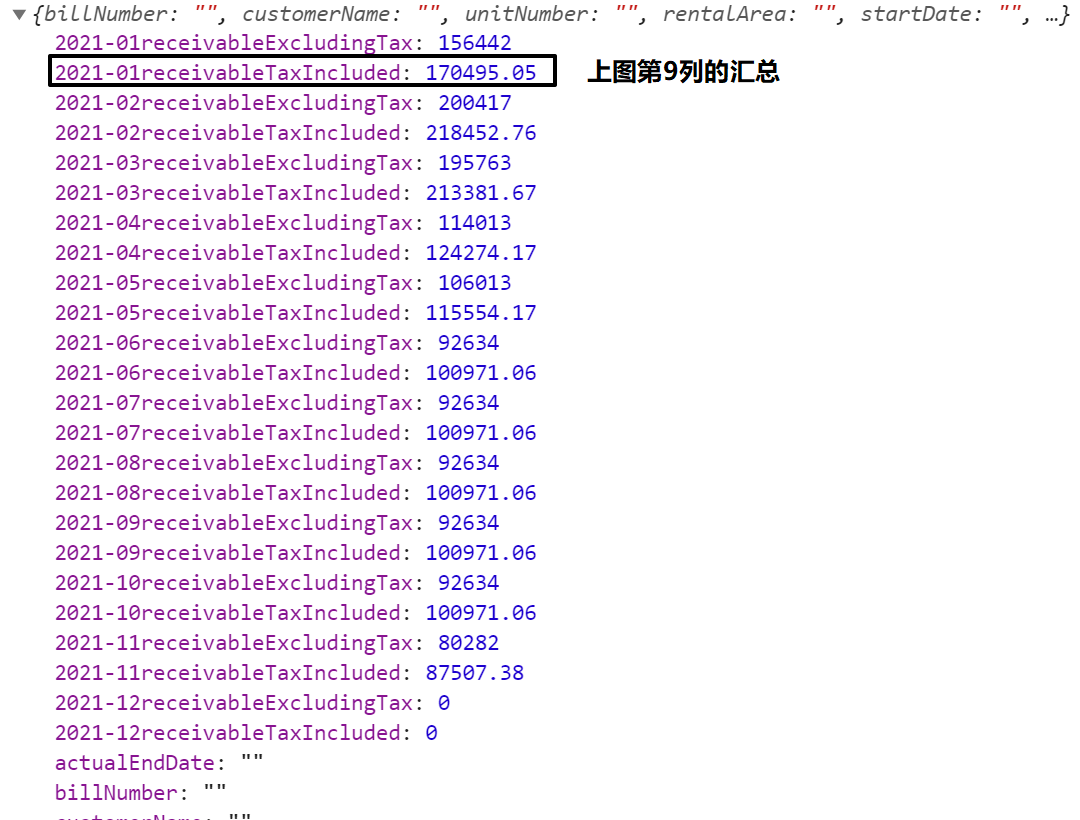 ▼{billNumber: "", customerName: "", unitNumber: "", rentalArea: "", startDate: "", …}
2021-01receivableExcludingTax: 156442
2021-01receivableTaxIncluded: 170495.05 上图第9列的汇总
2021-02receivableExcludingTax: 200417
2021-02receivableTaxIncluded: 218452.76
2021-03receivableExcludingTax: 195763
2021-03receivableTaxIncluded: 213381.67
2021-04receivableExcludingTax: 114013
2021-04receivableTaxIncluded: 124274.17
2021-05receivableExcludingTax: 106013
2021-05receivableTaxIncluded: 115554.17
2021-06receivableExcludingTax: 92634
2021-06receivableTaxIncluded: 100971.06
2021-07receivableExcludingTax: 92634
2021-07receivableTaxIncluded: 100971.06
2021-08receivableExcludingTax: 92634
2021-08receivableTaxIncluded: 100971.06
2021-09receivableExcludingTax: 92634
2021-09receivableTaxIncluded: 100971.06
2021-10receivableExcludingTax: 92634
2021-10receivableTaxIncluded: 100971.06
2021-11receivableExcludingTax: 80282
2021-11receivableTaxIncluded: 87507.38
2021-12receivableExcludingTax: 0
2021-12receivableTaxIncluded: 0
actualEndDate: ""
billNumber: ""